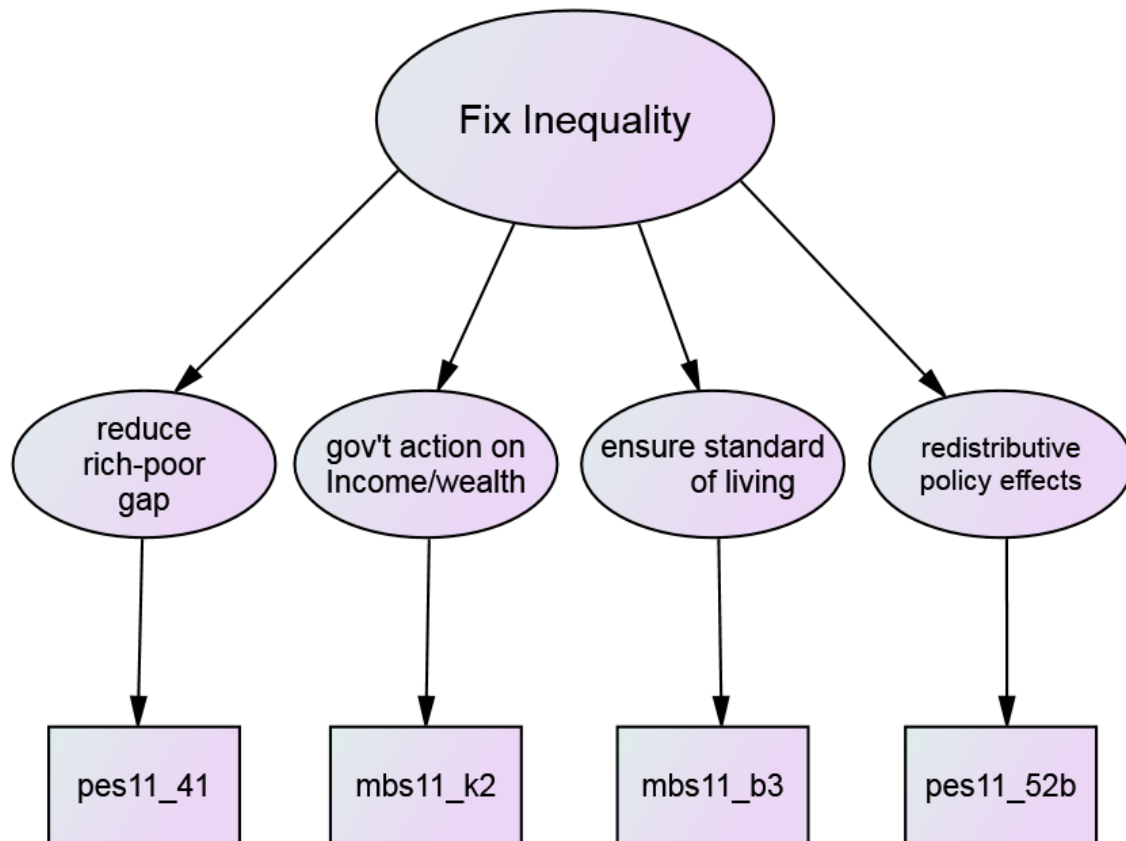 Fix Inequality
reduce
rich-poor
gap
gov't action on
Income/wealth
ensure standard
of living
redistributive
policy effects
pes11_41
mbs11_k2
mbs11_b3
pes11_52b